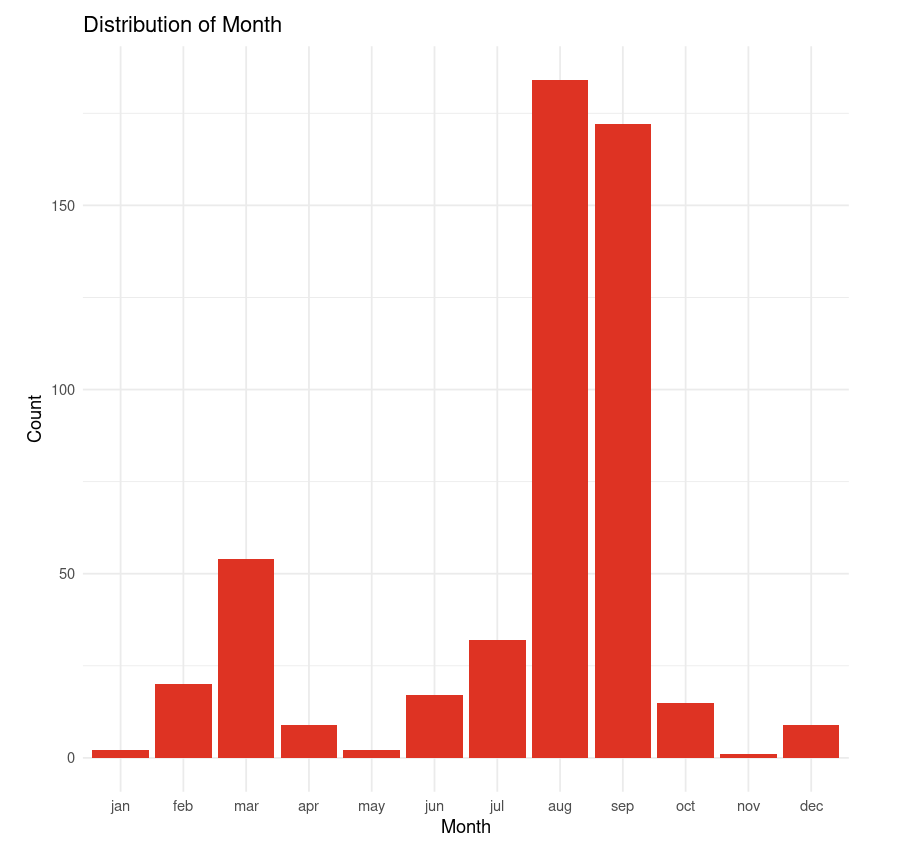 Distribution of Month
Count
150
100
50
0
jan feb mar apr may jun jul aug sep oct nov dec
Month